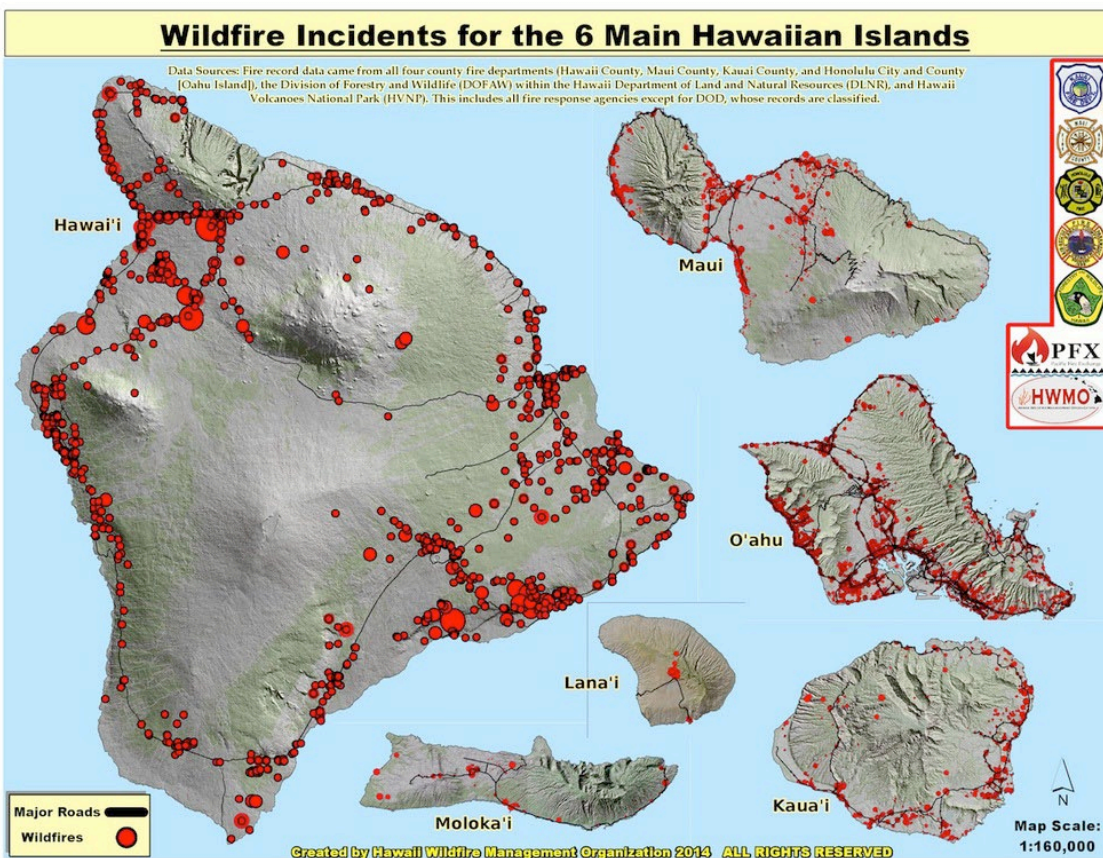 Wildfire Incidents for the 6 Main Hawaiian Islands
Data Sources: Fire record data came from all four county fire departments (Hawaii County, Maui County, Kauai County, and Honolulu City and County
[Oahu Island]), the Division of Forestry and Wildlife (DOFAW) within the Hawaii Department of Land and Natural Resources (DLNR), and Hawaii
Volcanoes National Park (HVNP). This includes all fire response agencies except for DOD, whose records are classified.
Hawai'i
Maui
PFX
Pacific Fire Exchange
HWMO
O'ahu
Lana'i
Kaua'i
Moloka'i
Major Roads
Wildfires
N
Map Scale:
1:160,000
Created by Hawaii Wildfire Management Organization 2014 ALL RIGHTS RESERVED